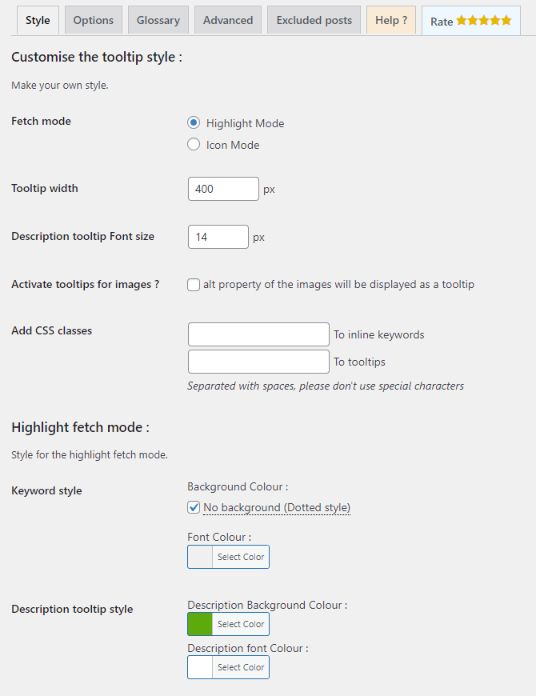 Style Options Glossary Advanced Excluded posts Help ? Rate
Customise the tooltip style :
Make your own style.
Fetch mode
Highlight Mode
Icon Mode
Tooltip width 400 px
Description tooltip Font size 14 px
Activate tooltips for images ? alt property of the images will be displayed as a tooltip
Add CSS classes
To inline keywords
To tooltips
Separated with spaces, please don't use special characters
Highlight fetch mode :
Style for the highlight fetch mode.
Keyword style
Background Colour :
No background (Dotted style)
Font Colour :
Select Color
Description tooltip style
Description Background Colour :
Select Color
Description font Colour :
Select Color